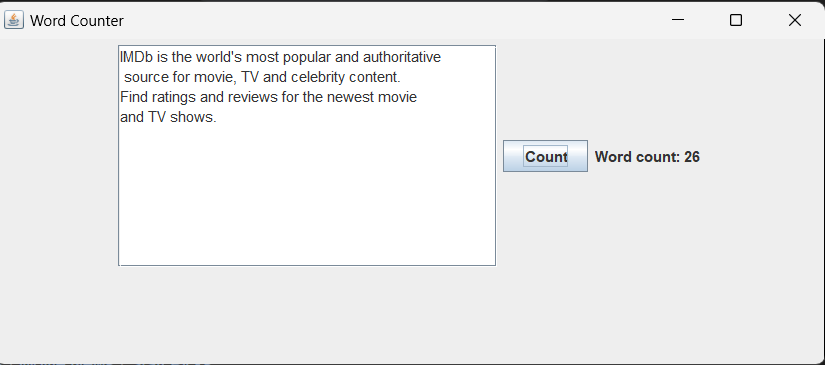 Word Counter
IMDb is the world's most popular and authoritative
source for movie, TV and celebrity content.
Find ratings and reviews for the newest movie
and TV shows.
Count
Word count: 26